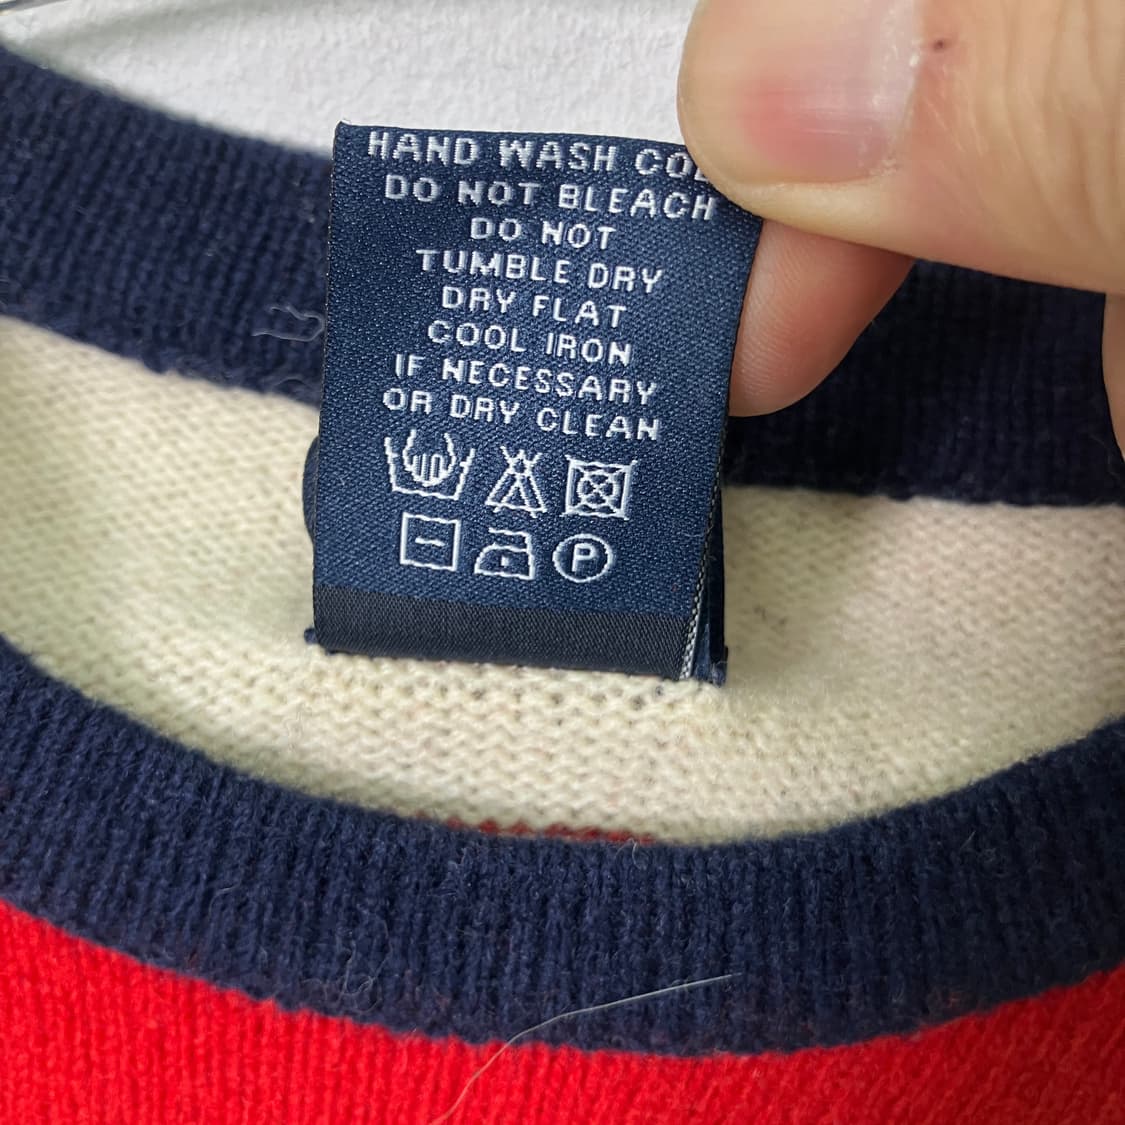 HAND WASH
DO NOT BLEACH
DO NOT
TUMBLE DRY
DRY FLAT
COOL IRON
IF NECESSARY
OR DRY CLEAN
P